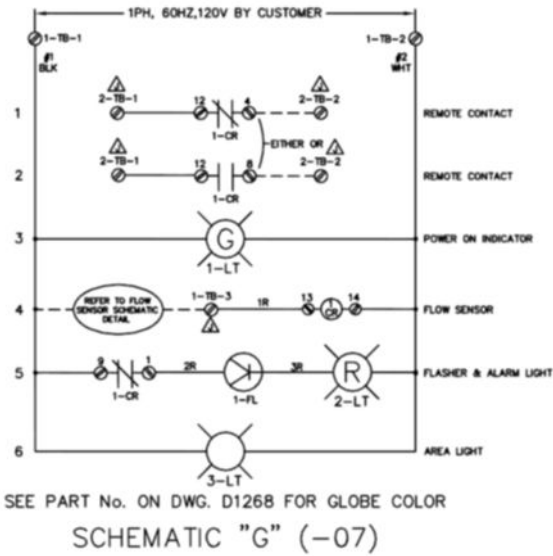 1PH, 60HZ,120V BY CUSTOMER
1-TB-1
1-TB-2
#1
BLK
#2
WHT
1
2-TB-1
12
4
2-TB-2
REMOTE CONTACT
1-CR
EITHER OR
2
2-TB-1
12
8
2-TB-2
REMOTE CONTACT
1-CR
3
G
POWER ON INDICATOR
1-LT
4
REFER TO FLOW
SENSOR SCHEMATIC
DETAIL
1-TB-3
1R
13
1
CR
14
FLOW SENSOR
5
9
1
2R
3R
R
FLASHER & ALARM LIGHT
1-CR
1-FL
2-LT
6
AREA LIGHT
3-LT
SEE PART No. ON DWG. D1268 FOR GLOBE COLOR
SCHEMATIC "G" (-07)